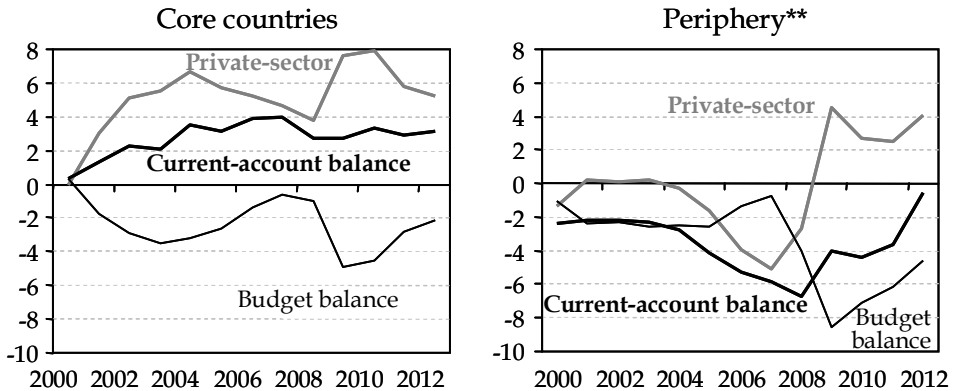 Core countries
8
6
4
2
0
-2
-4
-6
-8
-10
Private-sector
Current-account balance
Budget balance
2000 2002 2004 2006 2008 2010 2012
Periphery**
8
6
4
2
0
-2
-4
-6
-8
-10
Private-sector
Current-account balance
Budget
balance
2000 2002 2004 2006 2008 2010 2012